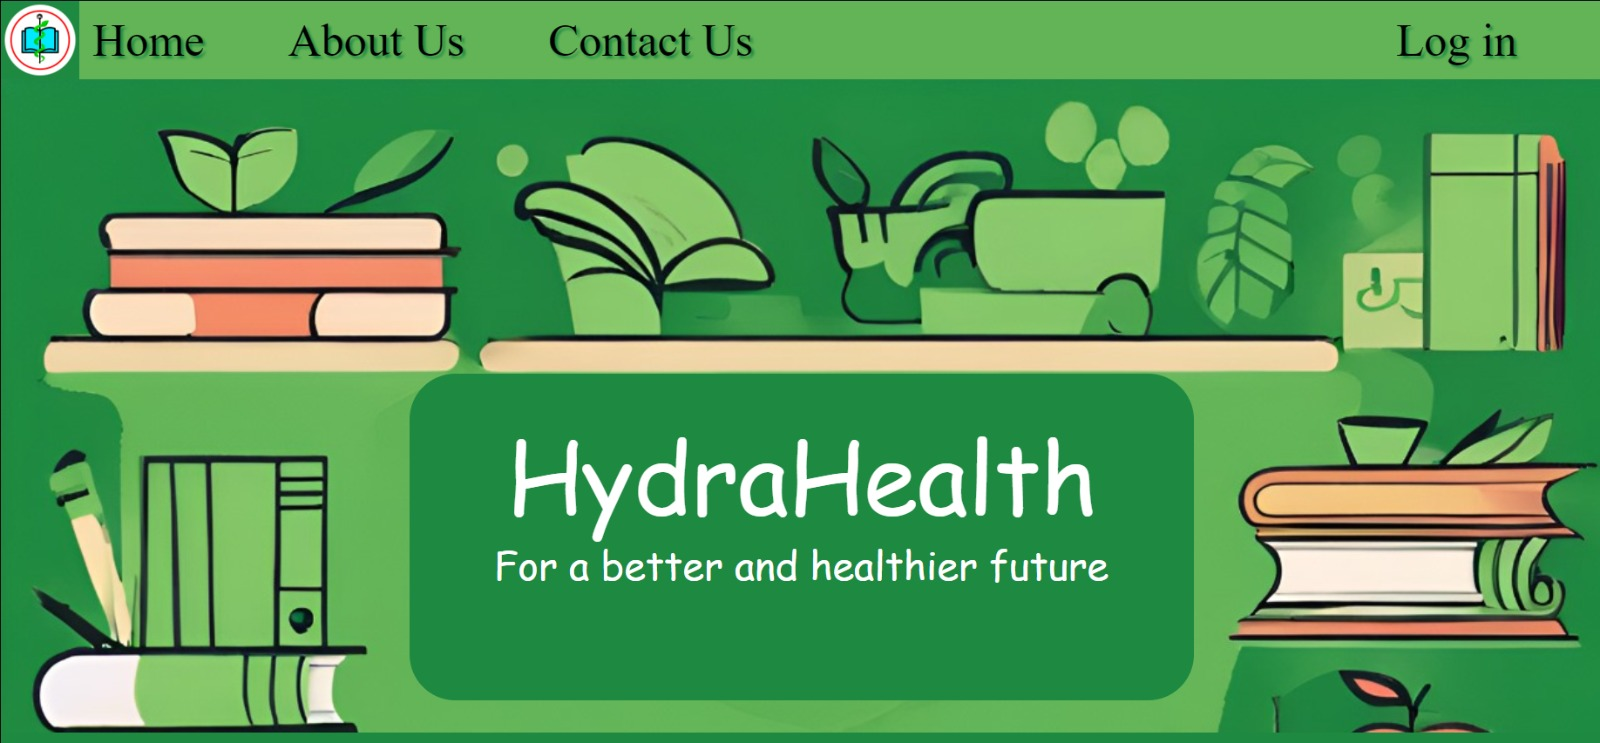 Home About Us Contact Us Log in
HydraHealth
For a better and healthier future